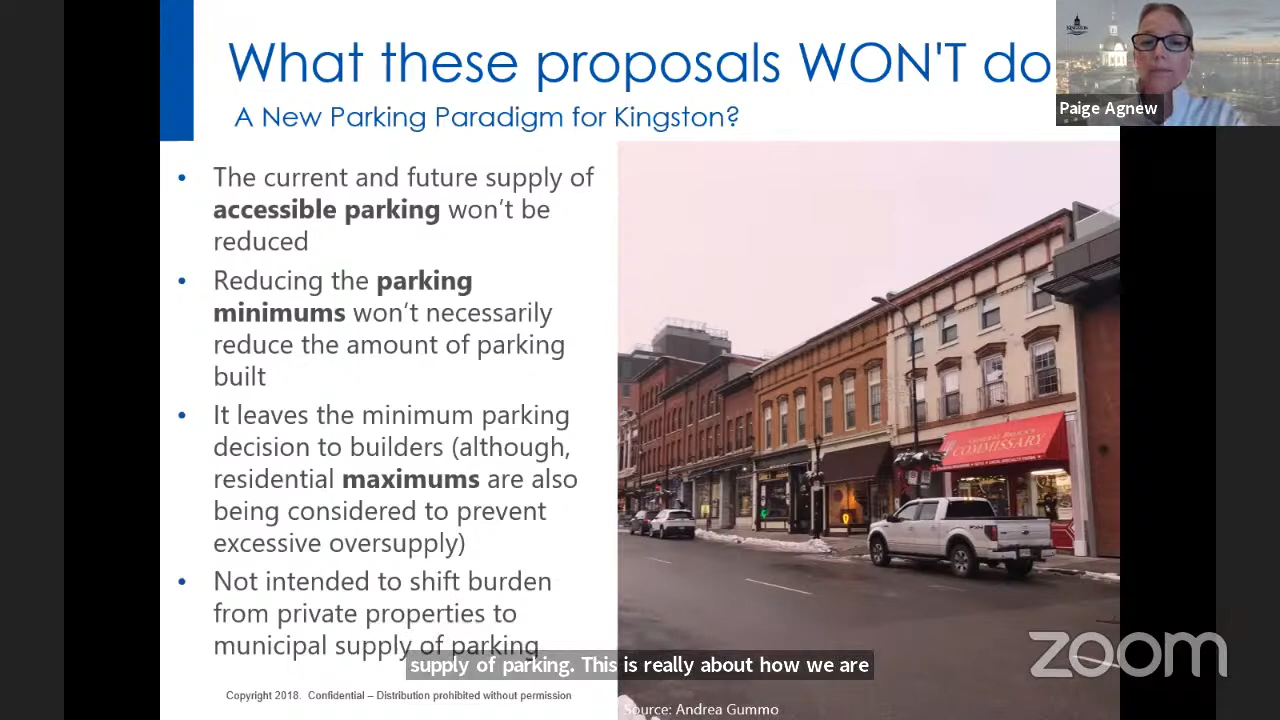 What these proposals WON'T do
A New Parking Paradigm for Kingston?
KINGSTON
Paige Agnew
• The current and future supply of
accessible parking won't be
reduced
• Reducing the parking
minimums won't necessarily
reduce the amount of parking
built
• It leaves the minimum parking
decision to builders (although,
residential maximums are also
being considered to prevent
excessive oversupply)
• Not intended to shift burden
from private properties to
municipal supply of parking
COMMISSARY
supply of parking. This is really about how we are
zoom
Copyright 2018. Confidential – Distribution prohibited without permission
Source: Andrea Gummo